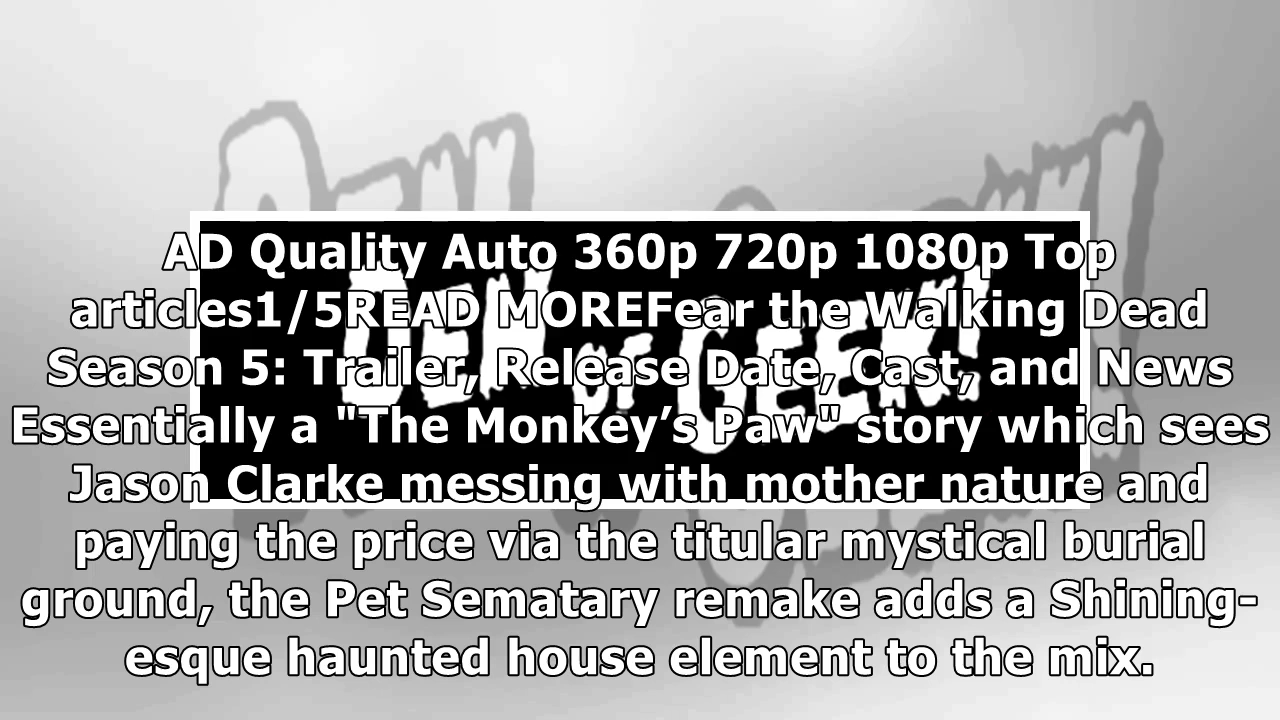 AD Quality Auto 360p 720p 1080p Top
articles1/5READ MOREFear the Walking Dead
Season 5: Trailer, Release Date, Cast, and News
Essentially a "The Monkey’s Paw" story which sees
Jason Clarke messing with mother nature and
paying the price via the titular mystical burial
ground, the Pet Sematary remake adds a Shining-
esque haunted house element to the mix.
DEN OF GEEK!